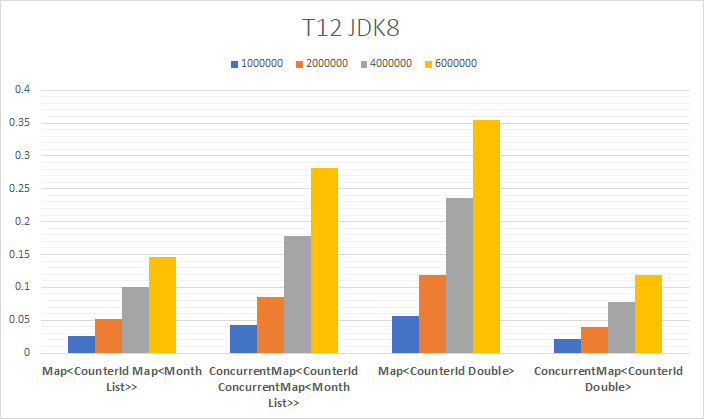 T12 JDK8
1000000 2000000 4000000 6000000
0.4
0.35
0.3
0.25
0.2
0.15
0.1
0.05
0
Map<CounterId Map<Month
List>>
ConcurrentMap<CounterId
ConcurrentMap<Month
List>>
Map<CounterId Double>
ConcurrentMap<CounterId
Double>